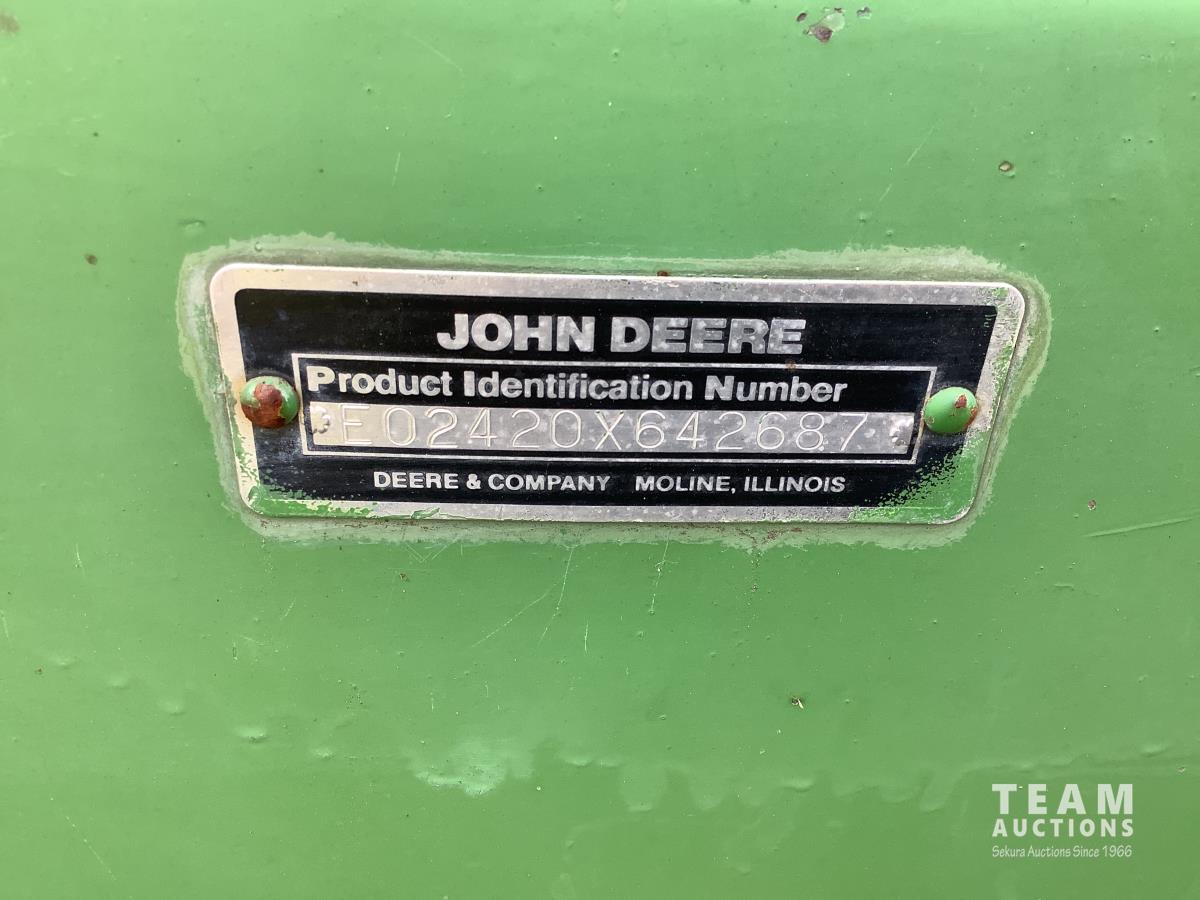 JOHN DEERE
Product Identification Number
E02420X642687
DEERE & COMPANY MOLINE, ILLINOIS
TEAM
AUCTIONS
Sekura Auctions Since 1966